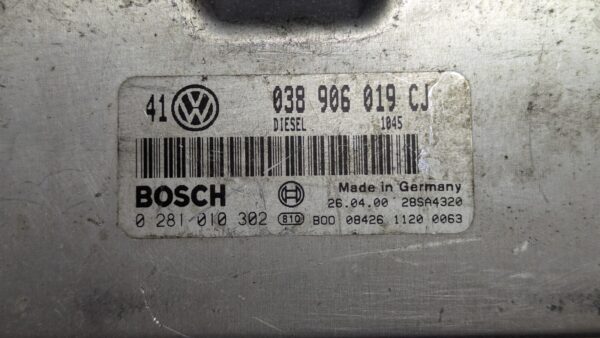 41 VW 038 906 019 CJ
DIESEL 1045
BOSCH Made in Germany
26.04.00 28SA4320
0 281 010 302 810 B00 08426 1120 0063